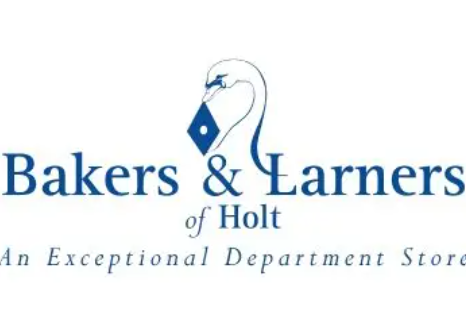 Bakers & Larners
of Holt
An Exceptional Department Store